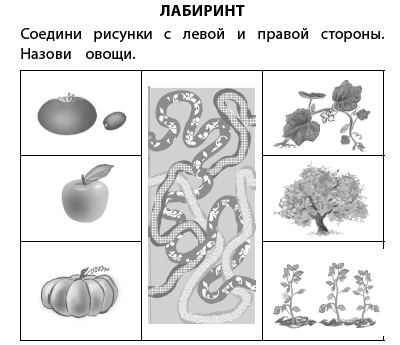 ЛАБИРИНТ
Соедини рисунки с левой и правой стороны.
Назови овощи.